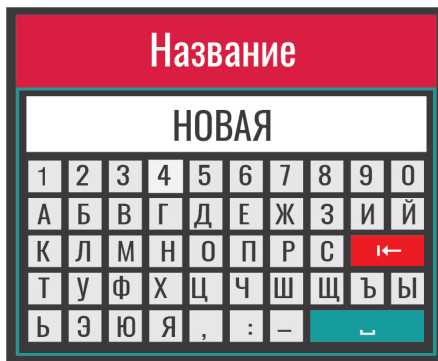 Название
НОВАЯ
1 2 3 4 5 6 7 8 9 0
А Б В Г Д Е Ж З И Й
К Л М Н О П Р С
Т У Ф Х Ц Ч Ш Щ Ъ Ы
Ь Э Ю Я , : –